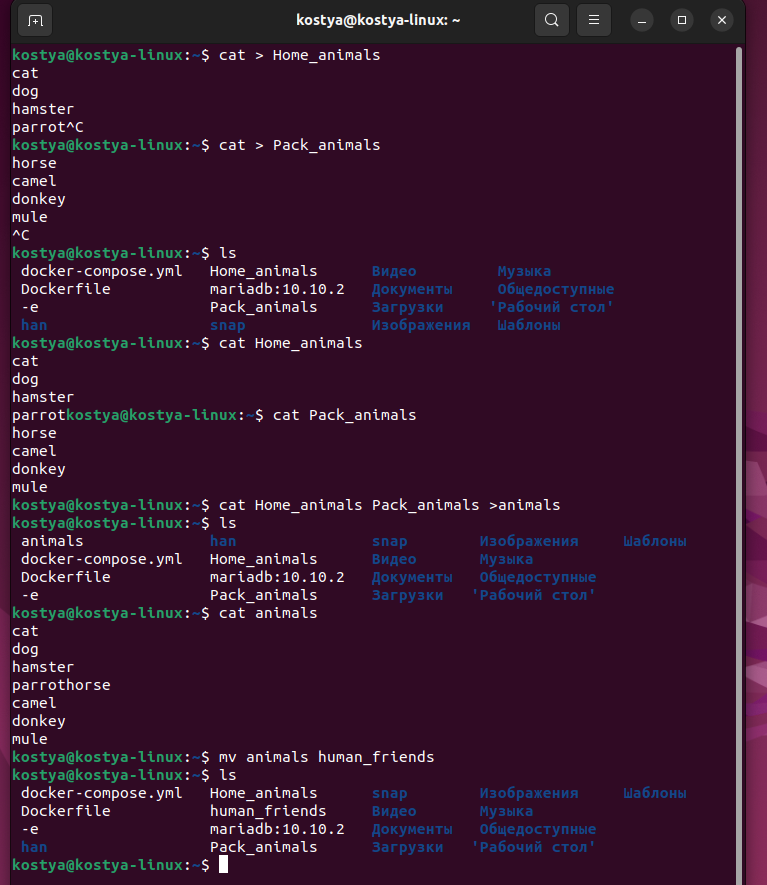 kostya@kostya-linux: ~
kostya@kostya-linux:~$ cat > Home_animals
cat
dog
hamster
parrot^C
kostya@kostya-linux:~$ cat > Pack_animals
horse
camel
donkey
mule
^C
kostya@kostya-linux:~$ ls
docker-compose.yml Home_animals Видео Музыка
Dockerfile mariadb:10.10.2 Документы Общедоступные
-e Pack_animals Загрузки 'Рабочий стол'
han snap Изображения Шаблоны
kostya@kostya-linux:~$ cat Home_animals
cat
dog
hamster
parrotkostya@kostya-linux:~$ cat Pack_animals
horse
camel
donkey
mule
kostya@kostya-linux:~$ cat Home_animals Pack_animals >animals
kostya@kostya-linux:~$ ls
animals han snap Изображения Шаблоны
docker-compose.yml Home_animals Видео Музыка
Dockerfile mariadb:10.10.2 Документы Общедоступные
-e Pack_animals Загрузки 'Рабочий стол'
kostya@kostya-linux:~$ cat animals
cat
dog
hamster
parrothorse
camel
donkey
mule
kostya@kostya-linux:~$ mv animals human_friends
kostya@kostya-linux:~$ ls
docker-compose.yml Home_animals snap Изображения Шаблоны
Dockerfile human_friends Видео Музыка
-e mariadb:10.10.2 Документы Общедоступные
han Pack_animals Загрузки 'Рабочий стол'
kostya@kostya-linux:~$